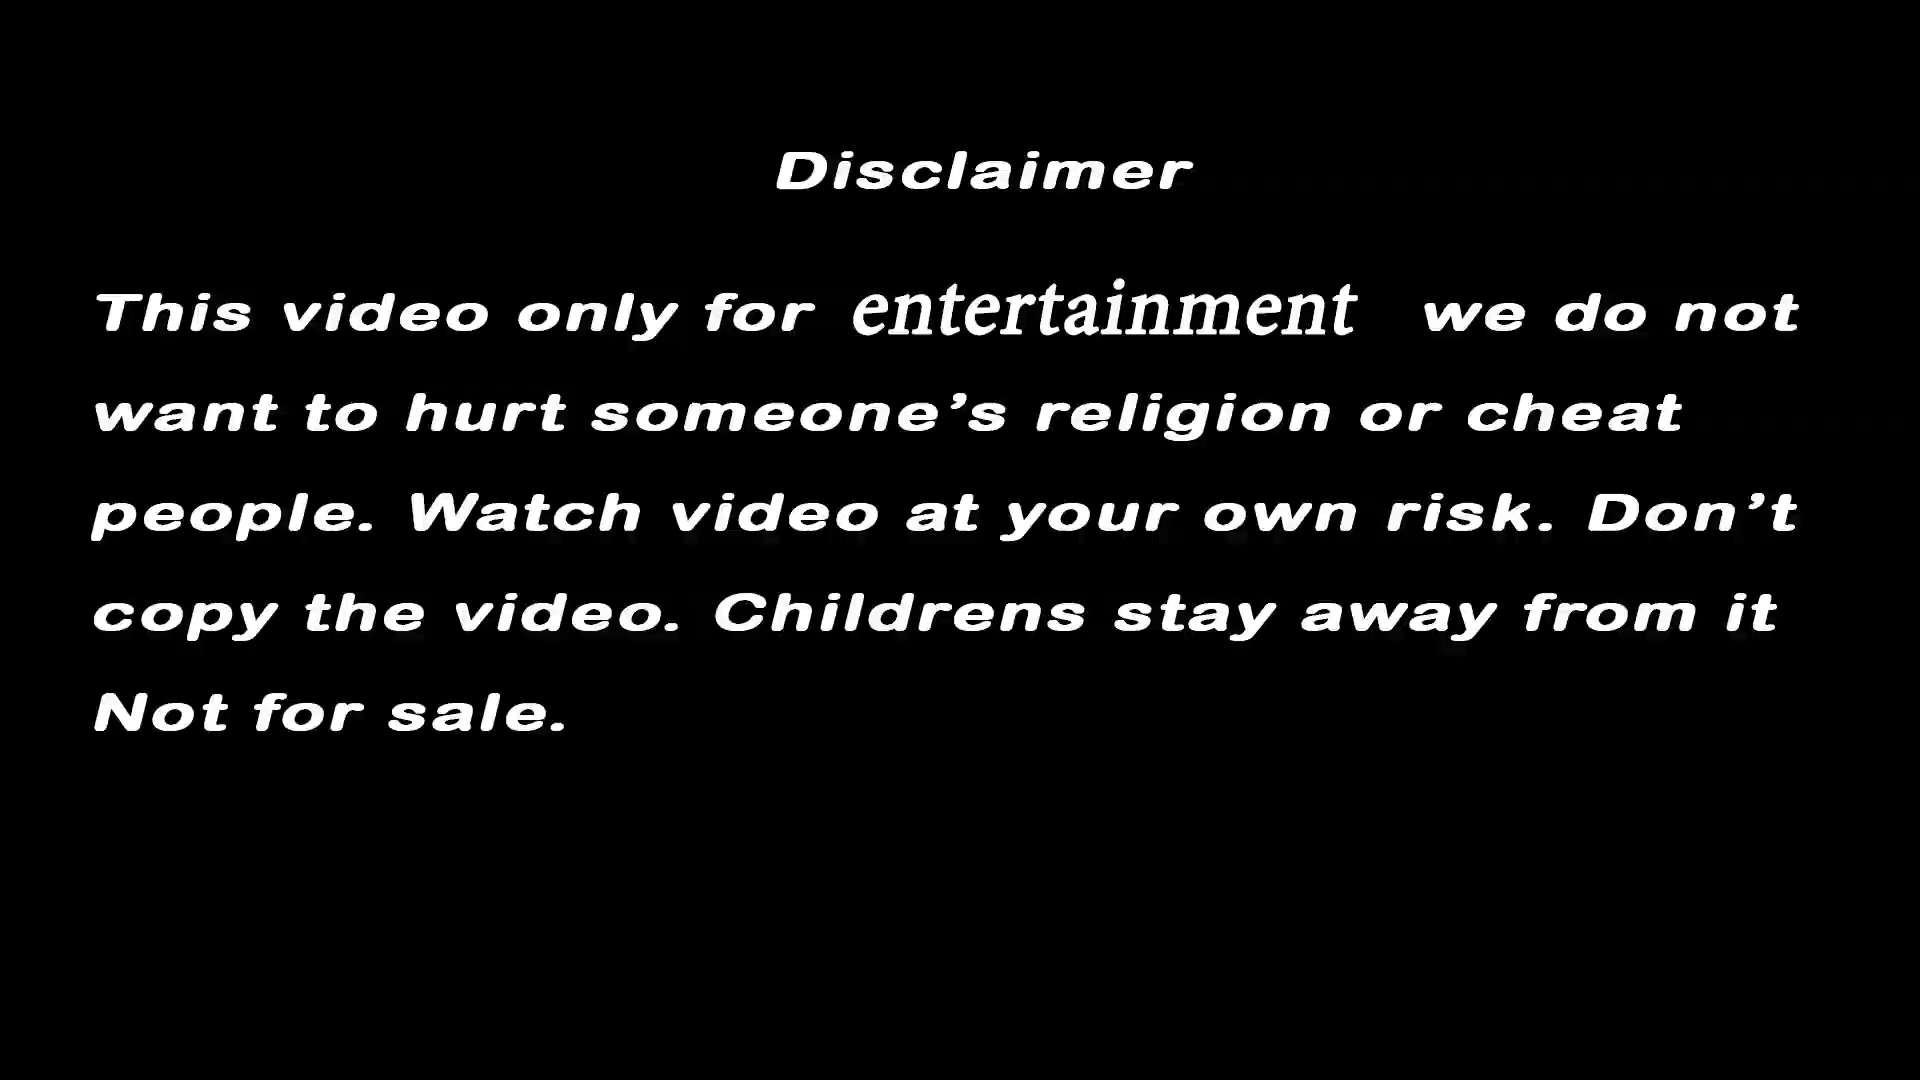 Disclaimer
This video only for entertainment we do not
want to hurt someone’s religion or cheat
people. Watch video at your own risk. Don’t
copy the video. Childrens stay away from it
Not for sale.